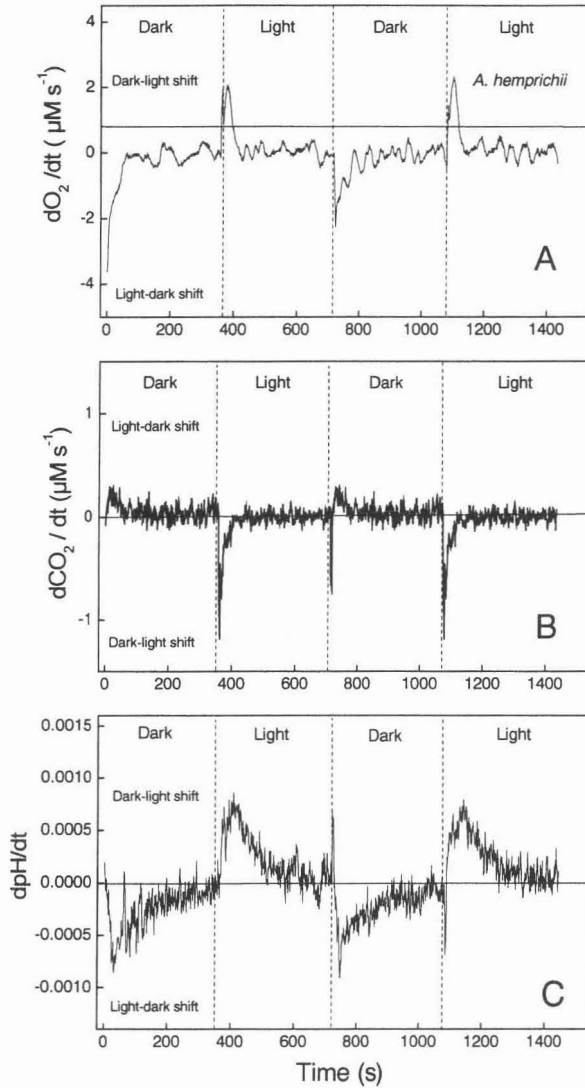 Dark Light Dark Light
Dark-light shift
A. hemprichii
dO2/dt ( µM s-1)
4
2
0
-2
-4
Light-dark shift
A
0 200 400 600 800 1000 1200 1400
Dark Light Dark Light
Light-dark shift
dCO2 / dt (µM s-1)
1
0
-1
Dark-light shift
B
0 200 400 600 800 1000 1200 1400
Dark Light Dark Light
Dark-light shift
dpH/dt
0.0015
0.0010
0.0005
0.0000
-0.0005
-0.0010
Light-dark shift
C
0 200 400 600 800 1000 1200 1400
Time (s)